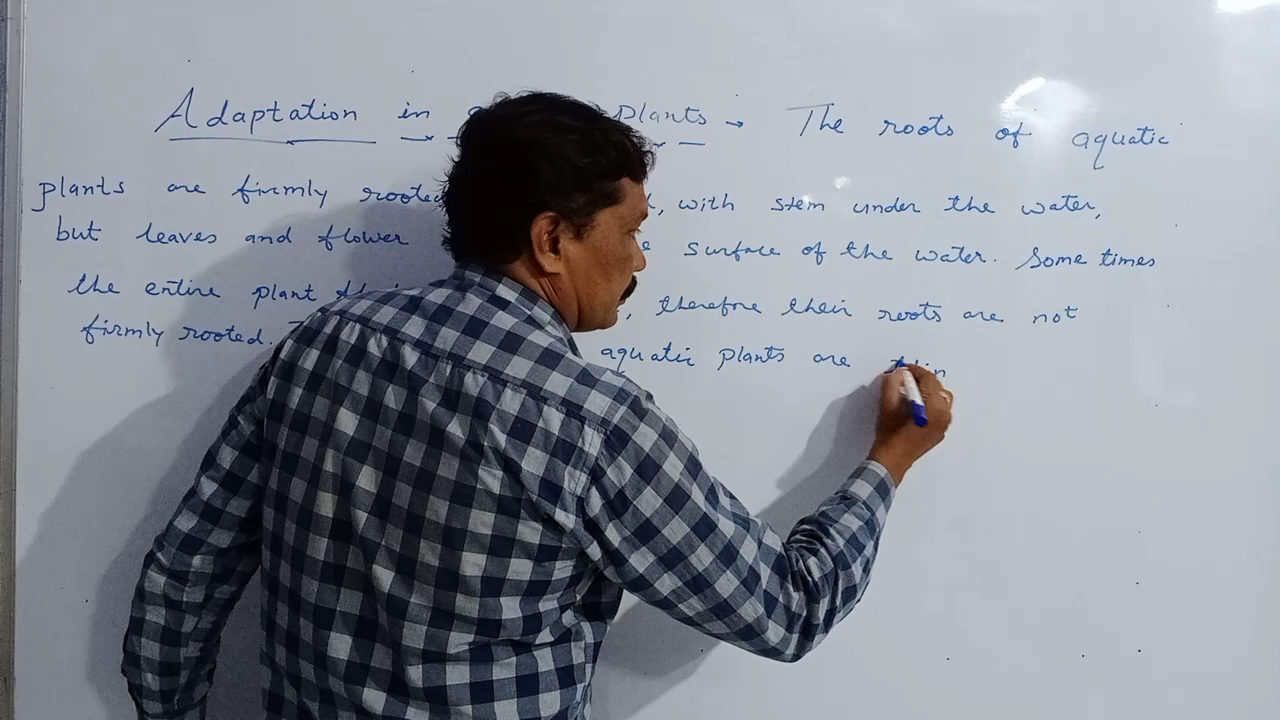 Adaptation in plants → The roots of aquatic
plants are firmly rooted with stem under the water,
but leaves and flower surface of the water. Some times
the entire plant , therefore their roots are not
firmly rooted. aquatic plants are thin